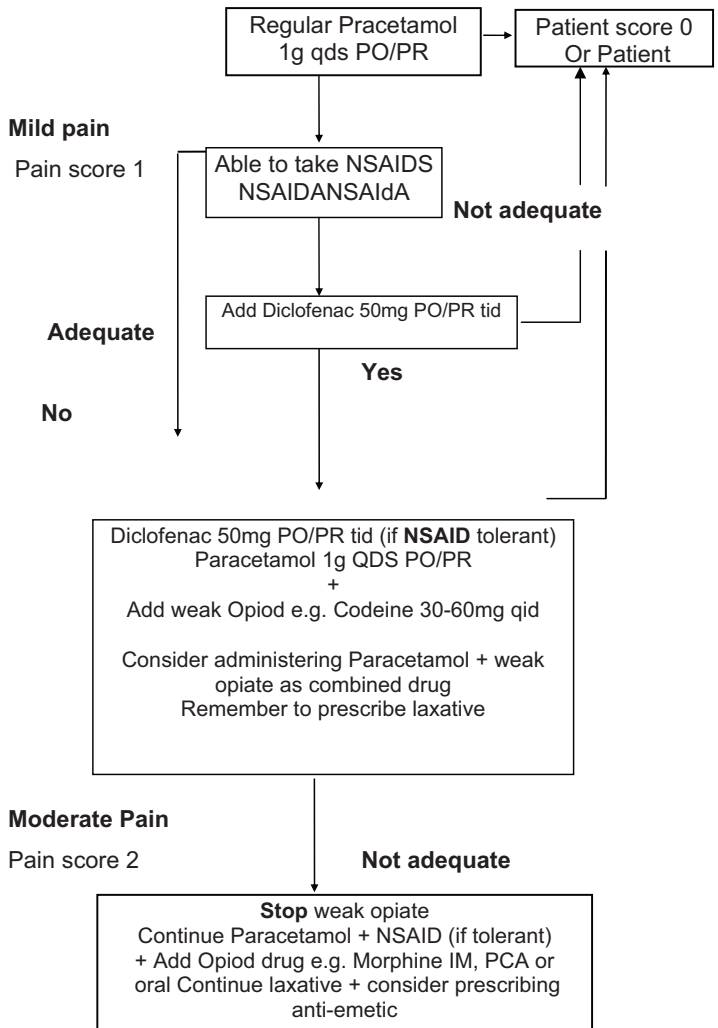 Regular Pracetamol
1g qds PO/PR
Patient score 0
Or Patient
Mild pain
Pain score 1
Able to take NSAIDS
NSAIDANSAIdA
Not adequate
Add Diclofenac 50mg PO/PR tid
Adequate
Yes
No
Diclofenac 50mg PO/PR tid (if NSAID tolerant)
Paracetamol 1g QDS PO/PR
+
Add weak Opiod e.g. Codeine 30-60mg qid
Consider administering Paracetamol + weak
opiate as combined drug
Remember to prescribe laxative
Moderate Pain
Pain score 2
Not adequate
Stop weak opiate
Continue Paracetamol + NSAID (if tolerant)
+ Add Opiod drug e.g. Morphine IM, PCA or
oral Continue laxative + consider prescribing
anti-emetic